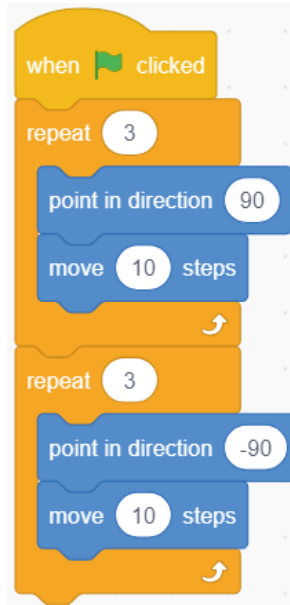 when clicked
repeat 3
point in direction 90
move 10 steps
repeat 3
point in direction -90
move 10 steps